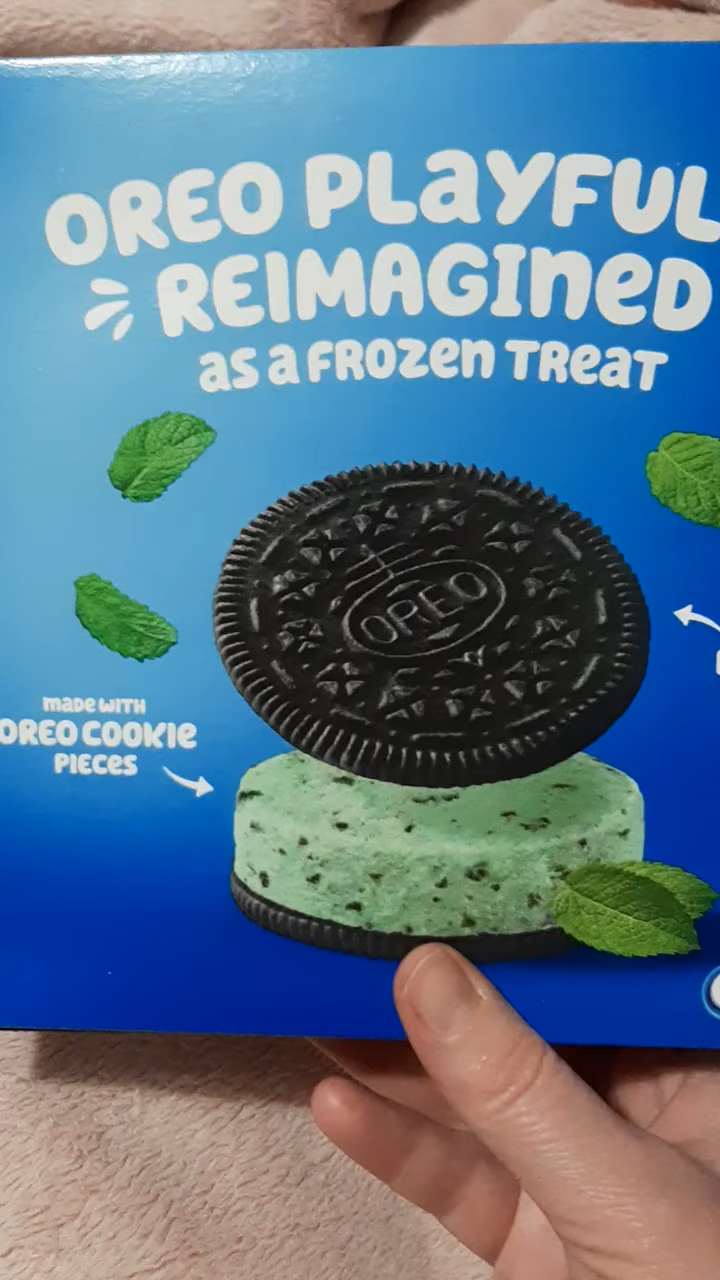 OREO PLAYFUL
REIMAGINED
as a FROZEN TREAT
OREO
made WITH
OREO COOKIE
PIECES